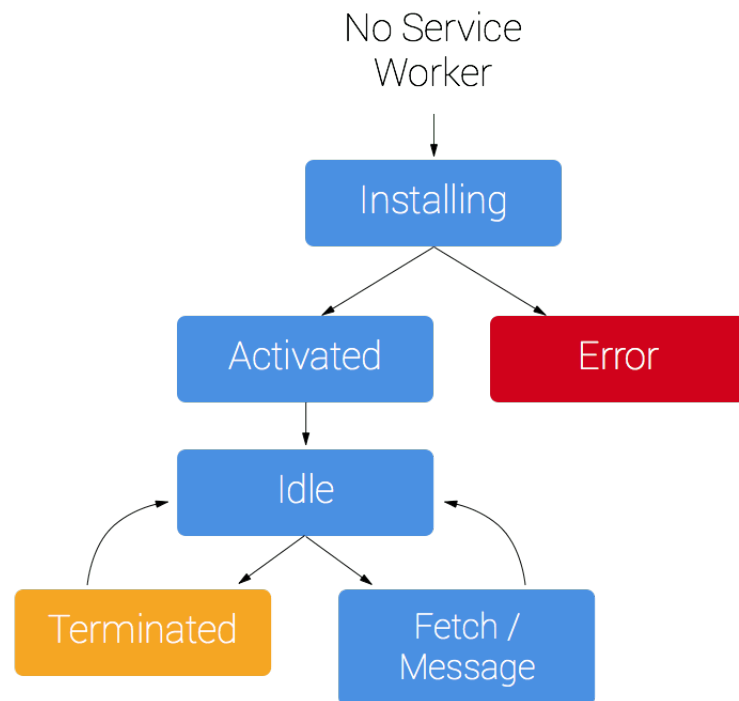 No Service
Worker
Installing
Activated
Error
Idle
Terminated
Fetch /
Message